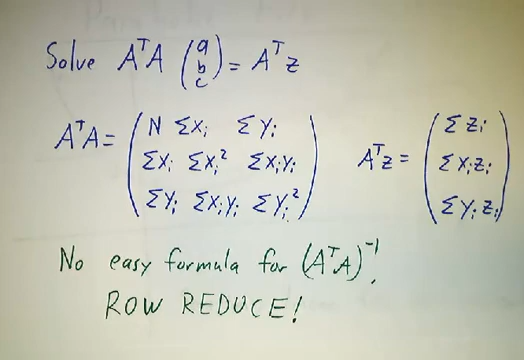 Solve AᵀA (a b c) = Aᵀz
AᵀA = (N Σxᵢ Σyᵢ
Σxᵢ Σxᵢ² Σxᵢyᵢ
Σyᵢ Σxᵢyᵢ Σyᵢ²)
Aᵀz = (Σzᵢ
Σxᵢzᵢ
Σyᵢzᵢ)
No easy formula for (AᵀA)⁻¹.
ROW REDUCE!